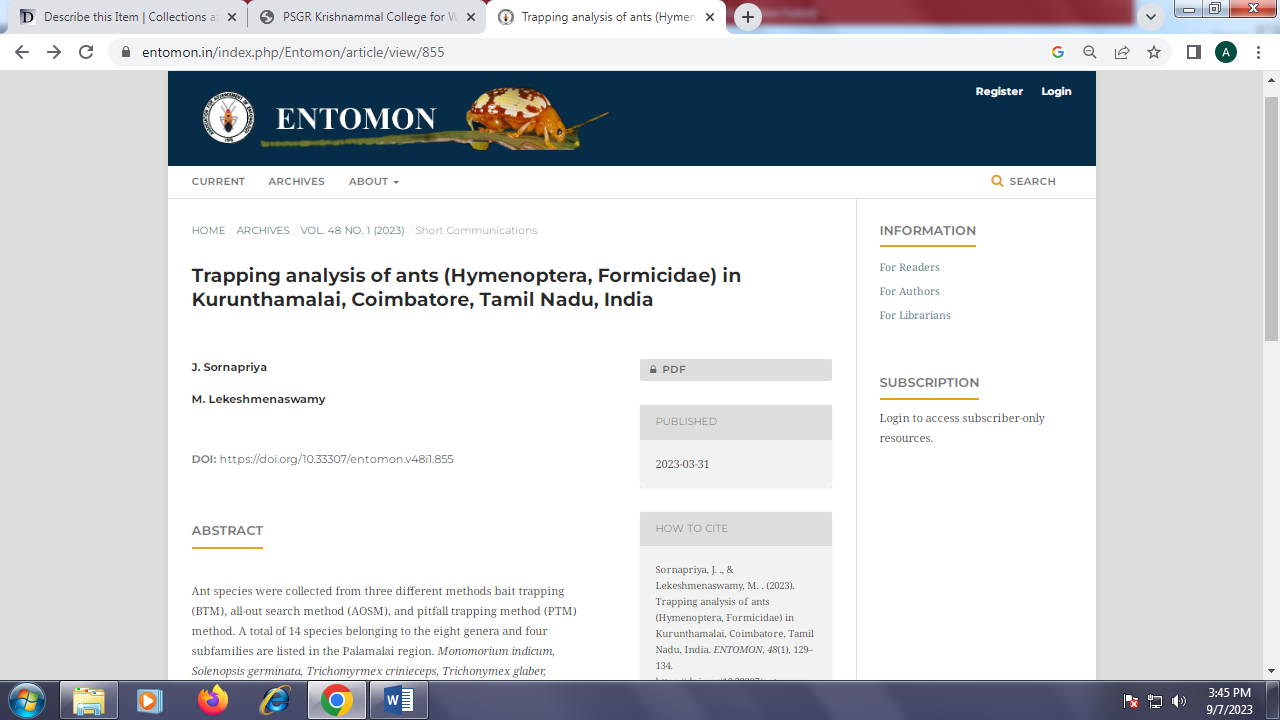 Describe this Item | Collections at
PSGR Krishnammal College for W
Trapping analysis of ants (Hymen
entomon.in/index.php/Entomon/article/view/855
A
ENTOMON
Register Login
CURRENT ARCHIVES ABOUT SEARCH
HOME / ARCHIVES / VOL. 48 NO. 1 (2023) / Short Communications
Trapping analysis of ants (Hymenoptera, Formicidae) in
Kurunthamalai, Coimbatore, Tamil Nadu, India
J. Sornapriya
M. Lekeshmenaswamy
DOI: https://doi.org/10.33307/entomon.v48i1.855
ABSTRACT
Ant species were collected from three different methods bait trapping
(BTM), all-out search method (AOSM), and pitfall trapping method (PTM)
method. A total of 14 species belonging to the eight genera and four
subfamilies are listed in the Palamalai region. Monomorium indicum,
Solenopsis germinata, Trichomyrmex crinieceps, Trichonymex glaber,
PDF
PUBLISHED
2023-03-31
HOW TO CITE
Sornapriya, J. ., &
Lekeshmenaswamy, M. . (2023).
Trapping analysis of ants
(Hymenoptera, Formicidae) in
Kurunthamalai, Coimbatore, Tamil
Nadu, India. ENTOMON, 48(1), 129–
134.
INFORMATION
For Readers
For Authors
For Librarians
SUBSCRIPTION
Login to access subscriber-only
resources.
3:45 PM
9/7/2023